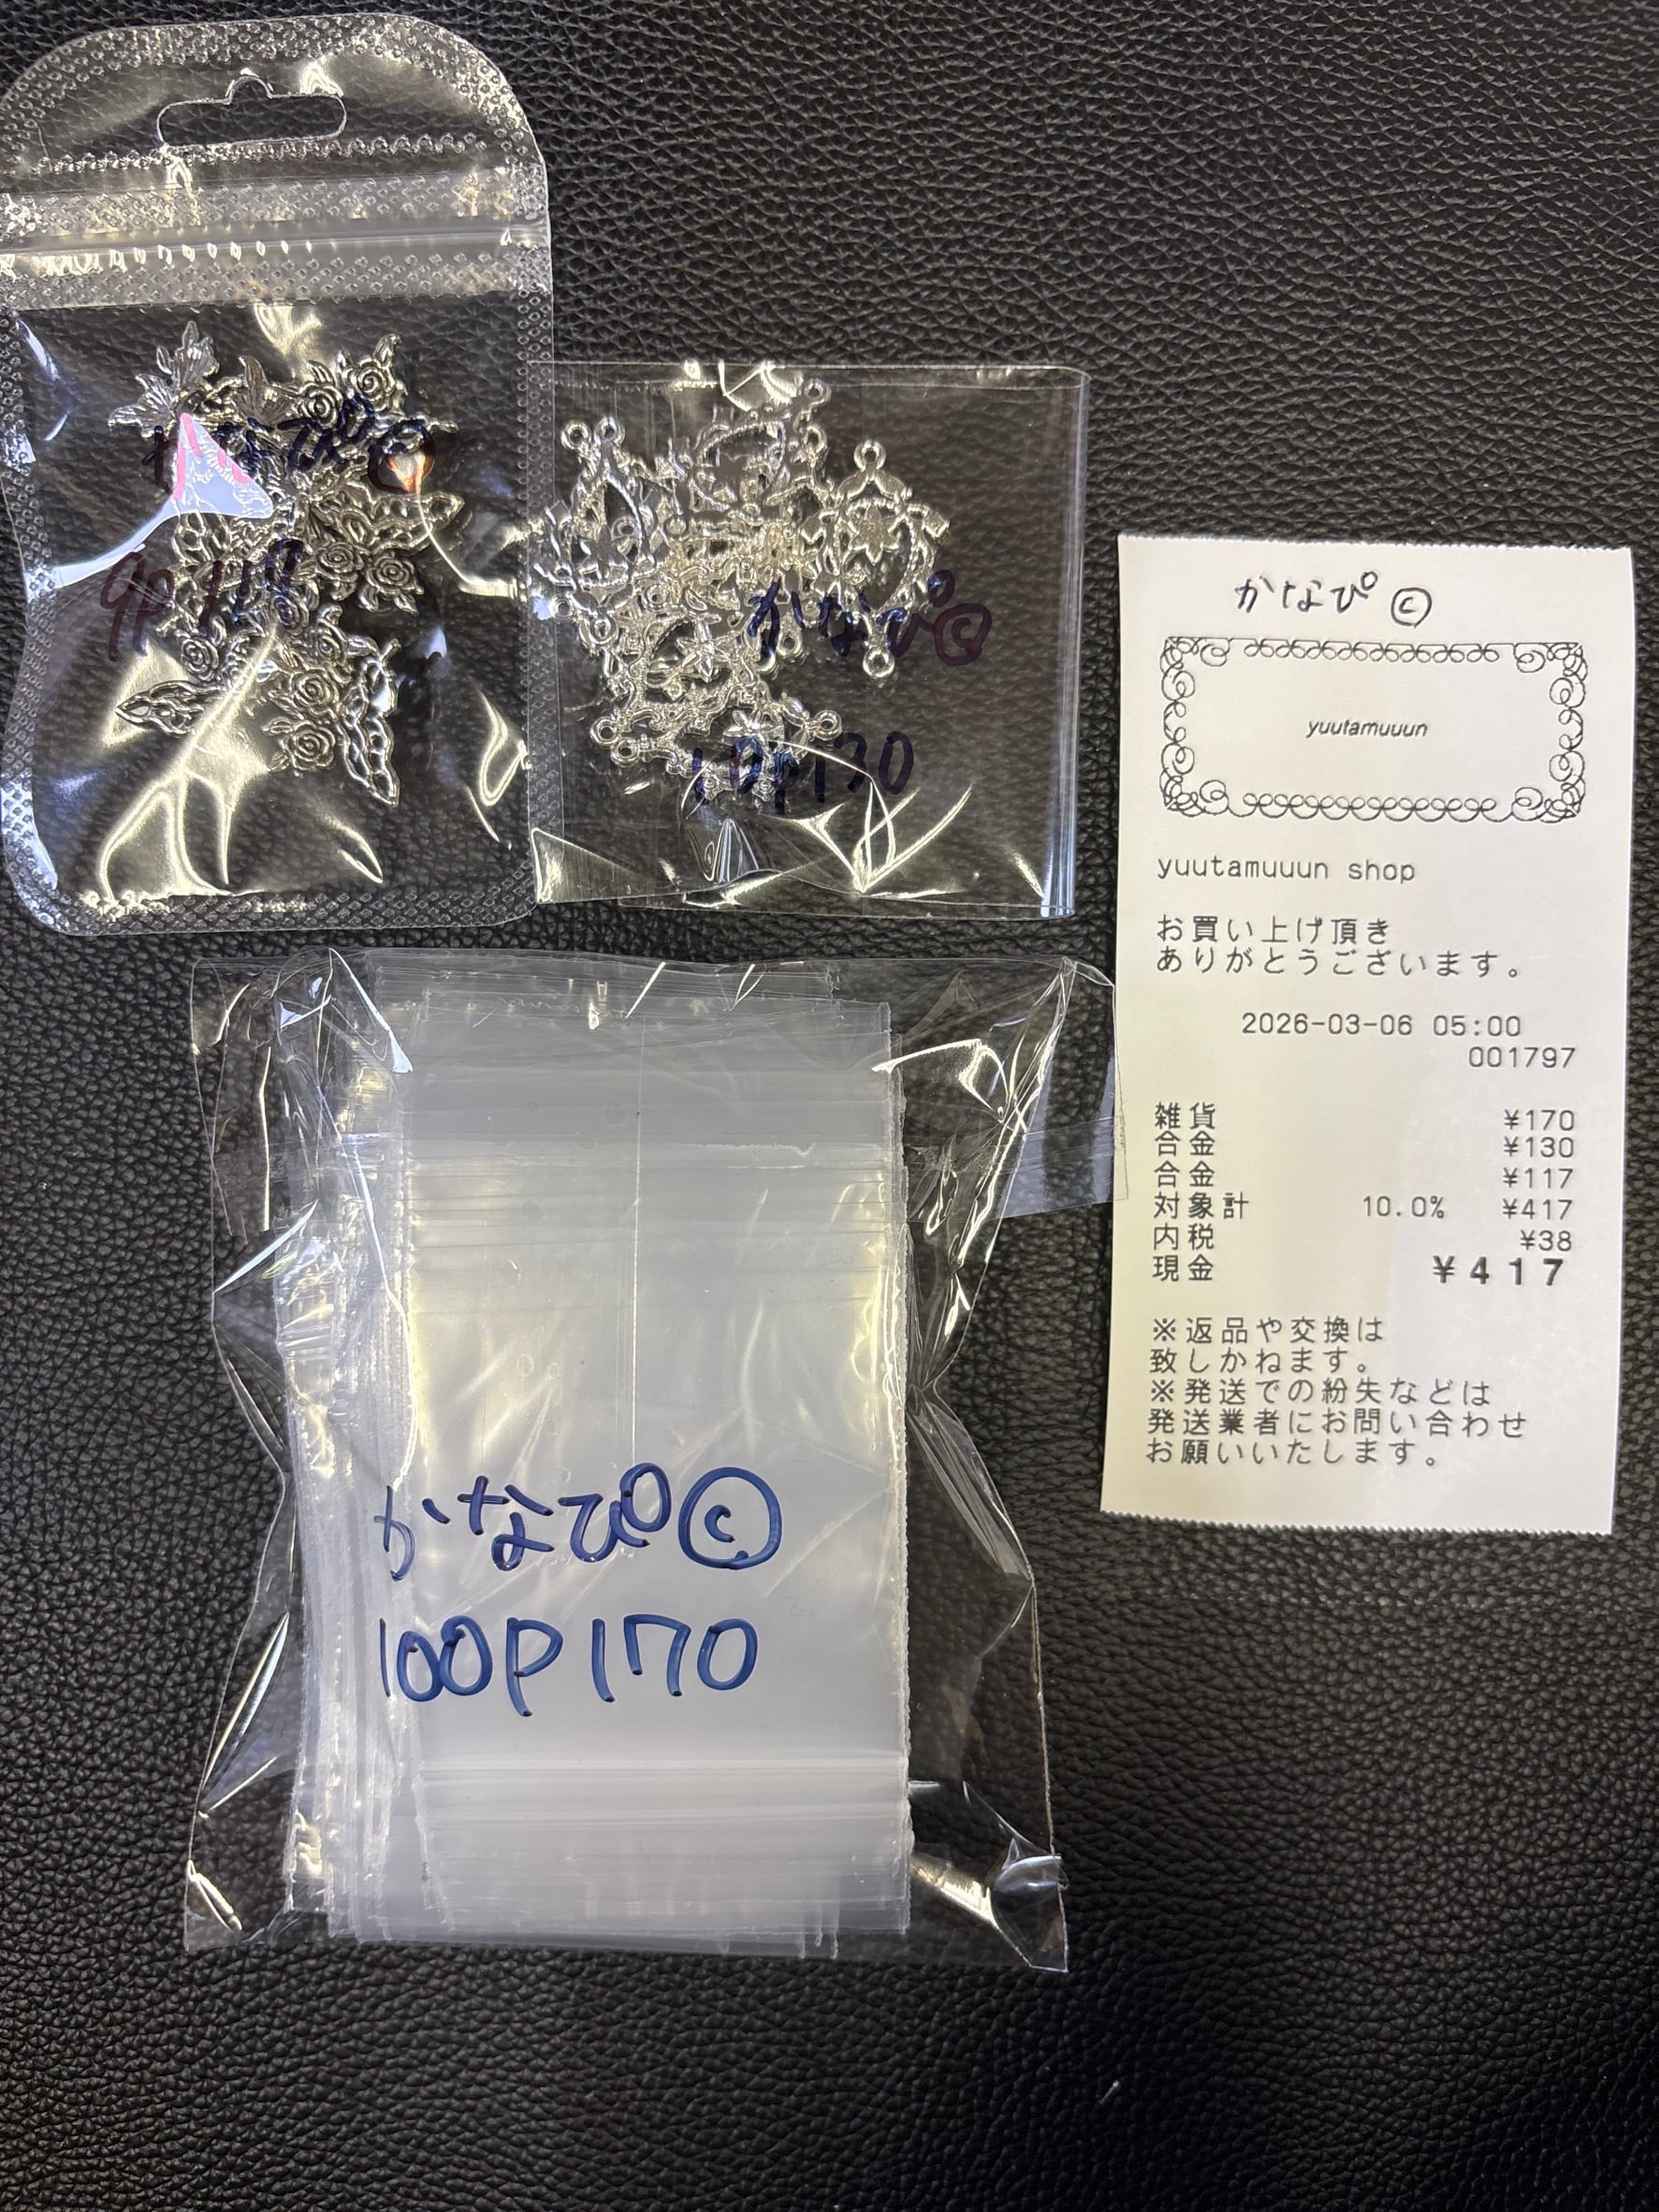 かなぴ©
9P 118
かなぴ©
10P130
かなぴ©
100P170
かなぴ©
yuutamuuun
yuutamuuun shop
お買い上げ頂き
ありがとうございます。
2026-03-06 05:00
001797
雑貨 ¥170
合金 ¥130
合金 ¥117
対象計 10.0% ¥417
内税 ¥38
現金 ¥417
※返品や交換は
致しかねます。
※発送での紛失などは
発送業者にお問い合わせ
お願いいたします。